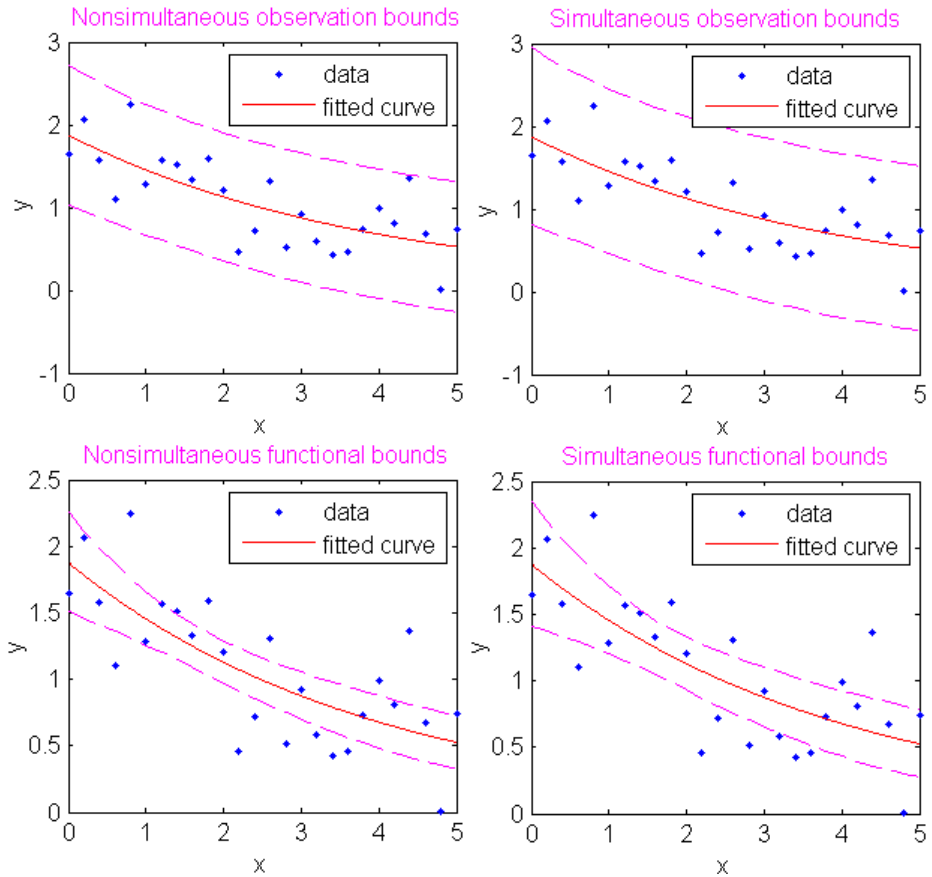 Nonsimultaneous observation bounds
3
2
1
0
-1
y
data
fitted curve
0 1 2 3 4 5
x
Simultaneous observation bounds
3
2
1
0
-1
y
data
fitted curve
0 1 2 3 4 5
x
Nonsimultaneous functional bounds
2.5
2
1.5
1
0.5
0
y
data
fitted curve
0 1 2 3 4 5
x
Simultaneous functional bounds
2.5
2
1.5
1
0.5
0
y
data
fitted curve
0 1 2 3 4 5
x